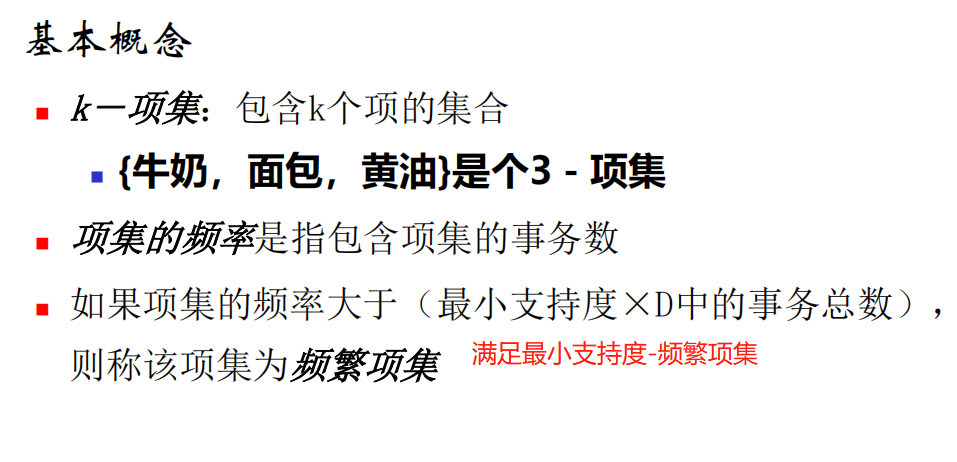 基本概念
k－项集：包含k个项的集合
{牛奶，面包，黄油}是个3 - 项集
项集的频率是指包含项集的事务数
如果项集的频率大于（最小支持度×D中的事务总数），
则称该项集为频繁项集 满足最小支持度-频繁项集